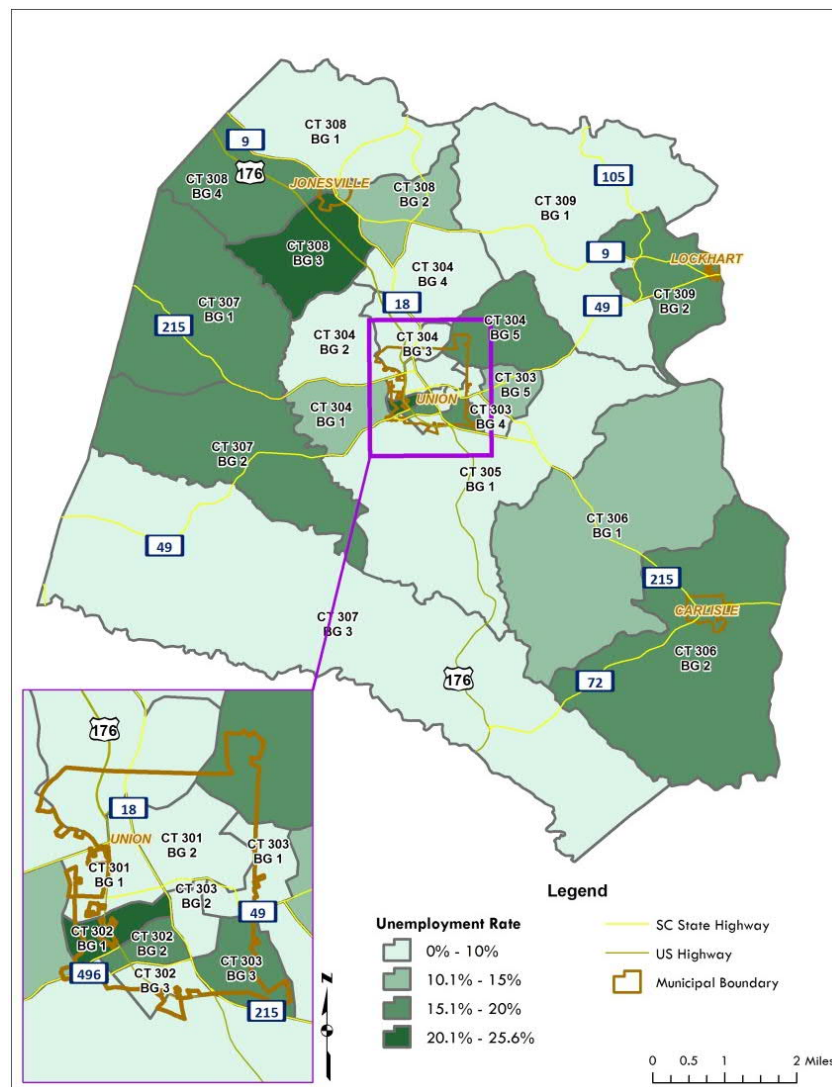 CT 308
BG 1
9
176
CT 308
BG 4
JONESVILLE
CT 308
BG 2
105
CT 309
BG 1
CT 308
BG 3
CT 304
BG 4
9
LOCKHART
CT 309
BG 2
49
18
CT 307
BG 1
215
CT 304
BG 2
CT 304
BG 3
CT 304
BG 5
CT 303
BG 5
UNION
CT 304
BG 1
CT 303
BG 4
CT 307
BG 2
CT 305
BG 1
CT 306
BG 1
49
215
CARLISLE
CT 307
BG 3
CT 306
BG 2
176
72
176
18
UNION
CT 301
BG 2
CT 303
BG 1
CT 301
BG 1
CT 303
BG 2
49
CT 302
BG 1
CT 302
BG 2
CT 303
BG 3
CT 302
BG 3
496
215
N
Legend
Unemployment Rate
0% - 10%
10.1% - 15%
15.1% - 20%
20.1% - 25.6%
SC State Highway
US Highway
Municipal Boundary
0 0.5 1 2 Miles